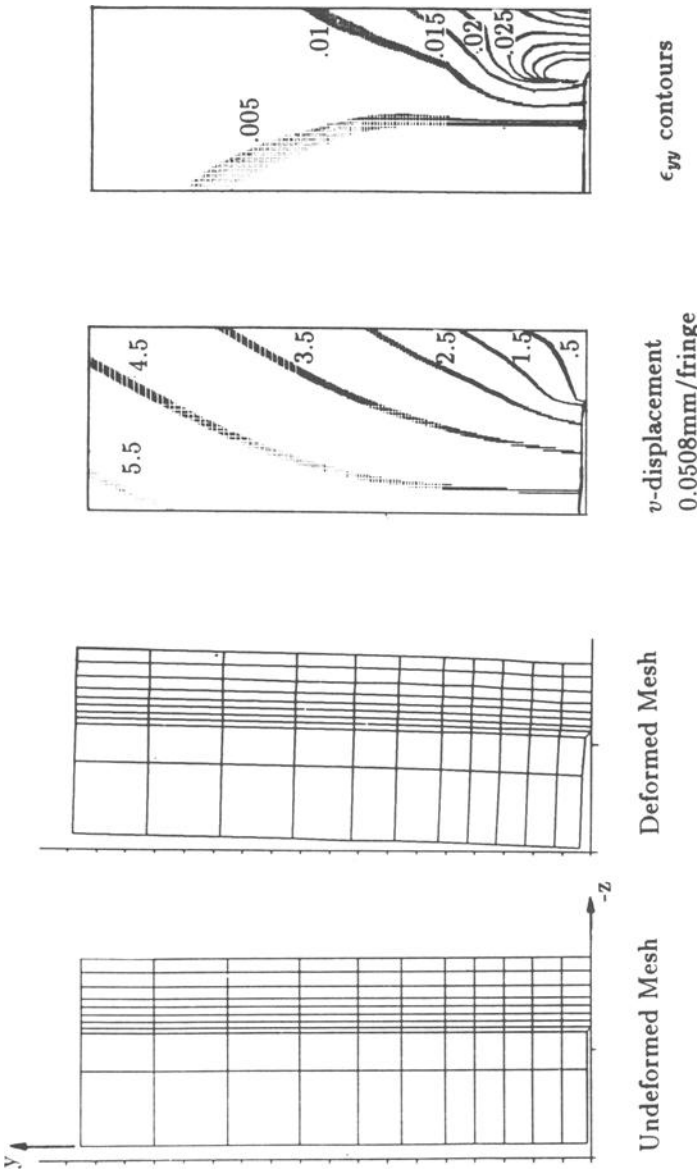 .01
.015
.02
.025
.005
ϵyy contours
4.5
3.5
2.5
1.5
.5
5.5
v-displacement
0.0508mm/fringe
Deformed Mesh
y
-z
Undeformed Mesh